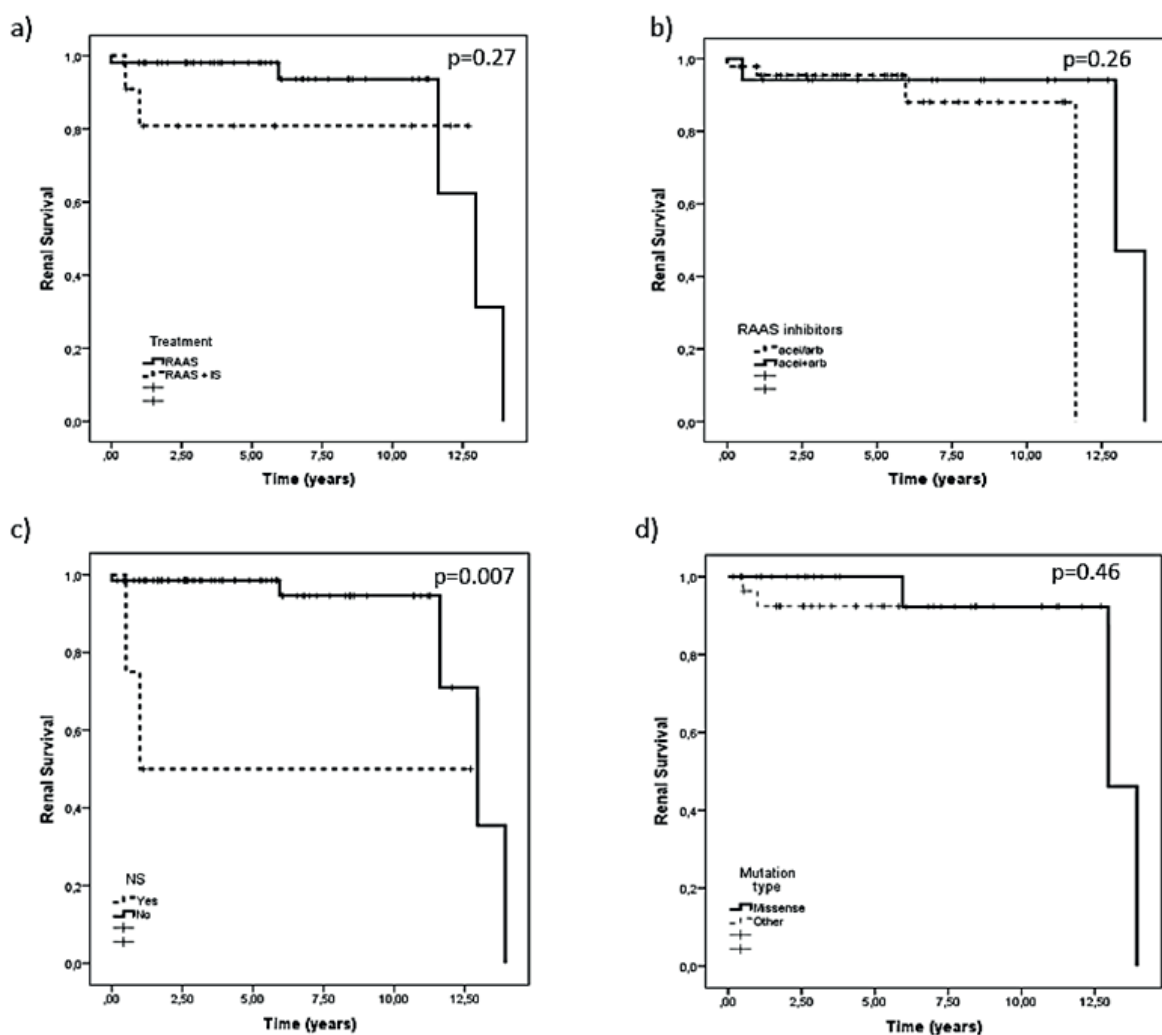 a)
p=0.27
1,0
0,8
0,6
0,4
0,2
0,0
Renal Survival
Treatment
RAAS
RAAS + IS
,00 2,50 5,00 7,50 10,00 12,50
Time (years)
b)
p=0.26
1,0
0,8
0,6
0,4
0,2
0,0
Renal Survival
RAAS inhibitors
acei/arb
acei+arb
,00 2,50 5,00 7,50 10,00 12,50
Time (years)
c)
p=0.007
1,0
0,8
0,6
0,4
0,2
0,0
Renal Survival
NS
Yes
No
,00 2,50 5,00 7,50 10,00 12,50
Time (years)
d)
p=0.46
1,0
0,8
0,6
0,4
0,2
0,0
Renal Survival
Mutation
type
Missense
Other
,00 2,50 5,00 7,50 10,00 12,50
Time (years)